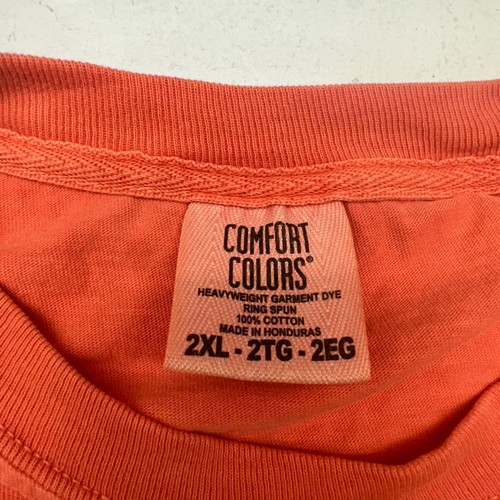 COMFORT
COLORS®
HEAVYWEIGHT GARMENT DYE
RING SPUN
100% COTTON
MADE IN HONDURAS
2XL - 2TG - 2EG